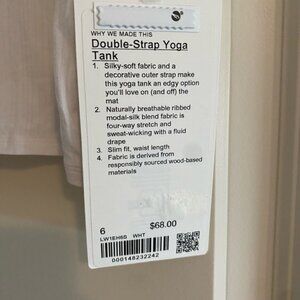 WHY WE MADE THIS
Double-Strap Yoga
Tank
1. Silky-soft fabric and a
decorative outer strap make
this yoga tank an edgy option
you'll love on (and off) the
mat
2. Naturally breathable ribbed
modal-silk blend fabric is
four-way stretch and
sweat-wicking with a fluid
drape
3. Slim fit, waist length
4. Fabric is derived from
responsibly sourced wood-based
materials
6 $68.00
LW1EH6S WHT
000148232242